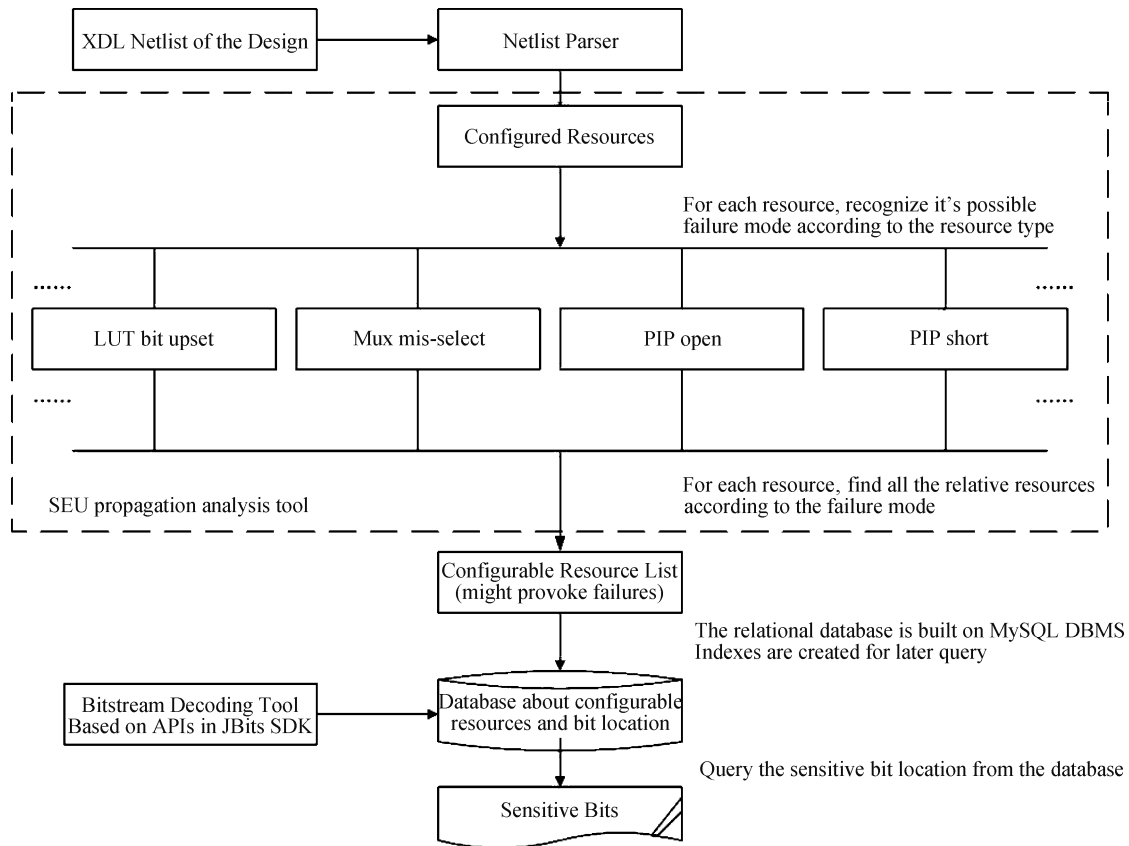 XDL Netlist of the Design
Netlist Parser
Configured Resources
For each resource, recognize it's possible
failure mode according to the resource type
......
......
LUT bit upset
Mux mis-select
PIP open
PIP short
......
......
SEU propagation analysis tool
For each resource, find all the relative resources
according to the failure mode
Configurable Resource List
(might provoke failures)
The relational database is built on MySQL DBMS
Indexes are created for later query
Bitstream Decoding Tool
Based on APIs in JBits SDK
Database about configurable
resources and bit location
Query the sensitive bit location from the database
Sensitive Bits